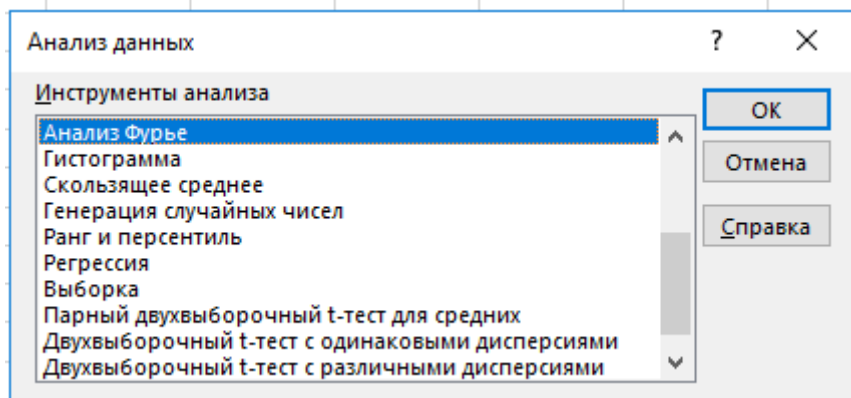 Анализ данных ?
Инструменты анализа
Анализ Фурье
Гистограмма
Скользящее среднее
Генерация случайных чисел
Ранг и персентиль
Регрессия
Выборка
Парный двухвыборочный t-тест для средних
Двухвыборочный t-тест с одинаковыми дисперсиями
Двухвыборочный t-тест с различными дисперсиями
ОК
Отмена
Справка